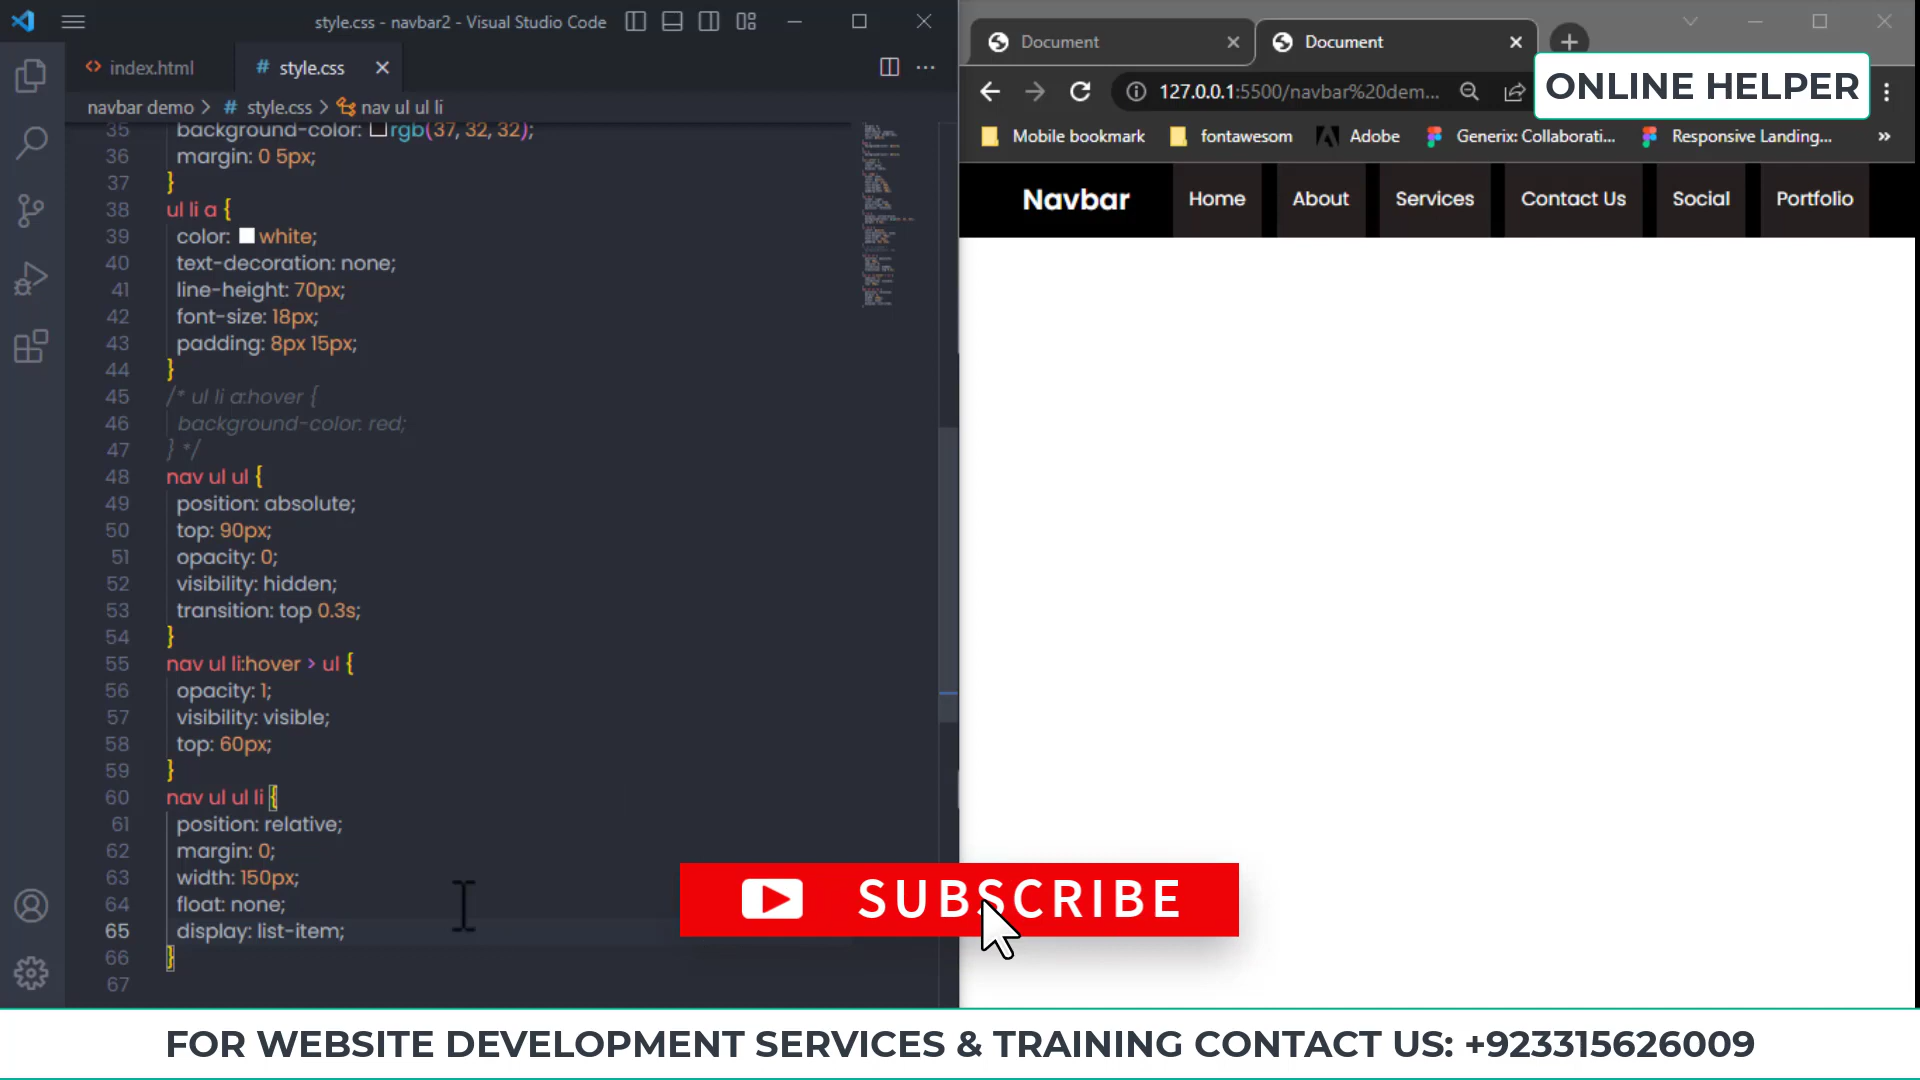 style.css - navbar2 - Visual Studio Code
index.html
# style.css
navbar demo > # style.css > nav ul ul li
35 background-color: rgb(37, 32, 32);
36 margin: 0 5px;
37 }
38 ul li a {
39 color: white;
40 text-decoration: none;
41 line-height: 70px;
42 font-size: 18px;
43 padding: 8px 15px;
44 }
45 /* ul li a:hover {
46 background-color: red;
47 } */
48 nav ul ul {
49 position: absolute;
50 top: 90px;
51 opacity: 0;
52 visibility: hidden;
53 transition: top 0.3s;
54 }
55 nav ul li:hover > ul {
56 opacity: 1;
57 visibility: visible;
58 top: 60px;
59 }
60 nav ul ul li {
61 position: relative;
62 margin: 0;
63 width: 150px;
64 float: none;
65 display: list-item;
66 }
67
Document
Document
127.0.0.1:5500/navbar%20dem...
ONLINE HELPER
Mobile bookmark
fontawesom
Adobe
Generix: Collaborati...
Responsive Landing...
»
Navbar
Home
About
Services
Contact Us
Social
Portfolio
SUBSCRIBE
FOR WEBSITE DEVELOPMENT SERVICES & TRAINING CONTACT US: +923315626009